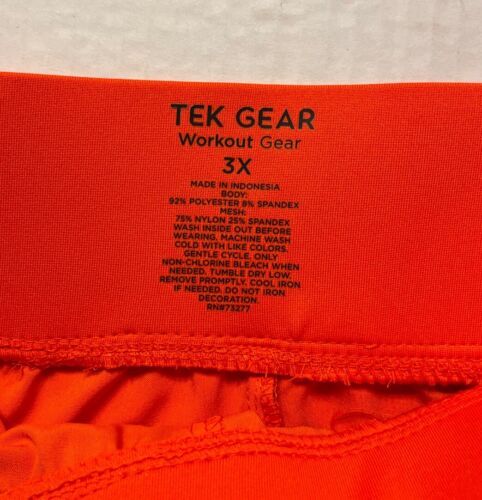 TEK GEAR
Workout Gear
3X
MADE IN INDONESIA
BODY:
92% POLYESTER 8% SPANDEX
MESH:
75% NYLON 25% SPANDEX
WASH INSIDE OUT BEFORE
WEARING. MACHINE WASH
COLD WITH LIKE COLORS.
GENTLE CYCLE. ONLY
NON-CHLORINE BLEACH WHEN
NEEDED. TUMBLE DRY LOW.
REMOVE PROMPTLY. COOL IRON
IF NEEDED. DO NOT IRON
DECORATION.
RN#73277